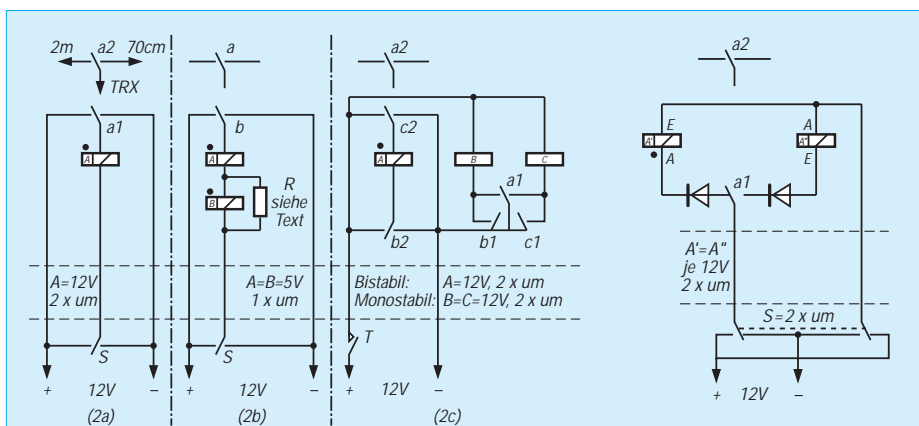 2m a2 70cm
TRX
a1
A
A=12V
2 x um
S
+ 12V –
(2a)
a
b
A
B
R
siehe
Text
A=B=5V
1 x um
S
+ 12V –
(2b)
a2
c2
A
B
C
a1
b2
b1
c1
Bistabil: A=12V, 2 x um
Monostabil: B=C=12V, 2 x um
T
+ 12V –
(2c)
a2
E
A'
A
A
A"
E
a1
A'=A"
je 12V
2 x um
S=2 x um
+ 12V –